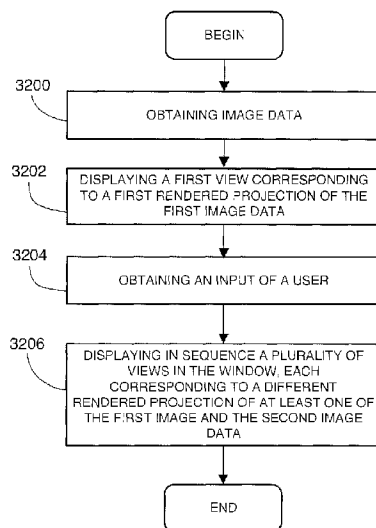 BEGIN
3200
OBTAINING IMAGE DATA
3202
DISPLAYING A FIRST VIEW CORRESPONDING
TO A FIRST RENDERED PROJECTION OF THE
FIRST IMAGE DATA
3204
OBTAINING AN INPUT OF A USER
3206
DISPLAYING IN SEQUENCE A PLURALITY OF
VIEWS IN THE WINDOW, EACH
CORRESPONDING TO A DIFFERENT
RENDERED PROJECTION OF AT LEAST ONE OF
THE FIRST IMAGE AND THE SECOND IMAGE
DATA
END